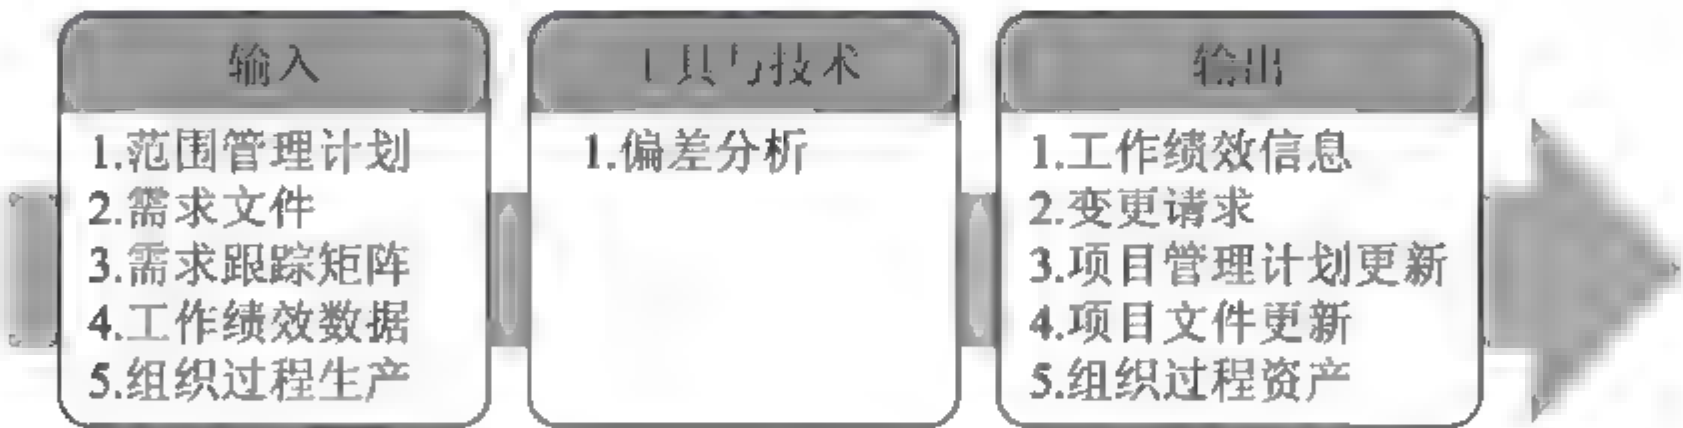 输入
1.范围管理计划
2.需求文件
3.需求跟踪矩阵
4.工作绩效数据
5.组织过程生产
工具与技术
1.偏差分析
输出
1.工作绩效信息
2.变更请求
3.项目管理计划更新
4.项目文件更新
5.组织过程资产